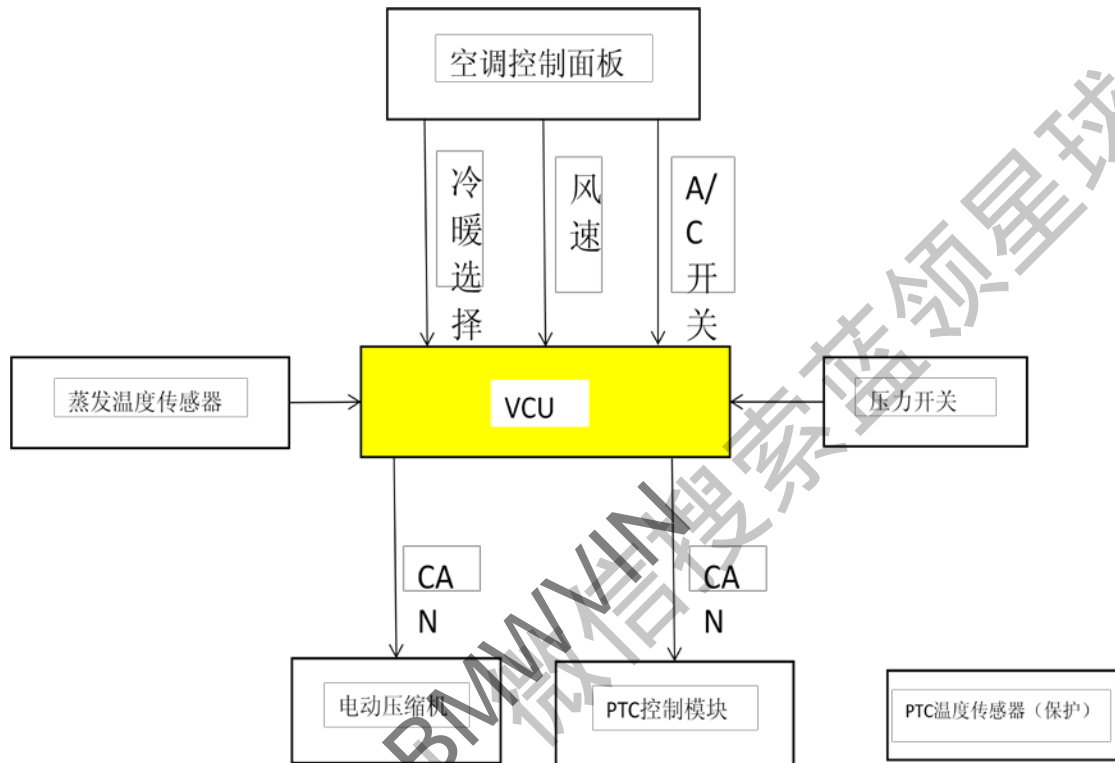 空调控制面板
冷
暖
选
择
风
速
A/
C
开
关
蒸发温度传感器
VCU
压力开关
CA
N
CA
N
电动压缩机
PTC控制模块
PTC温度传感器（保护）
BMWVIN
微信搜索蓝领星球